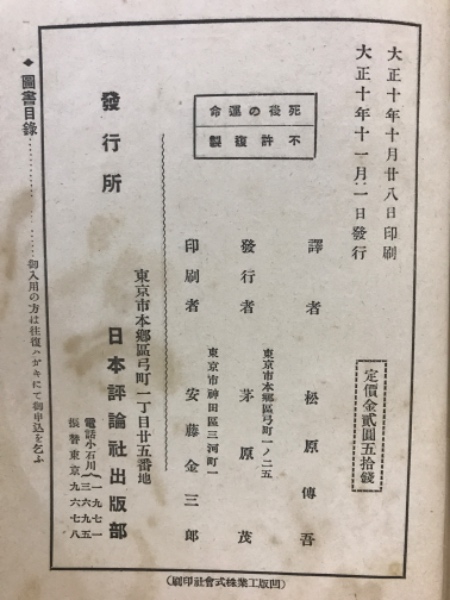 大正十年十月廿八日印刷
大正十年十一月二日發行
定價金貳圓五拾錢
死後の運命
不許複製
譯者 松原傳吾
東京市本鄕區弓町一ノ二五
發行者 茅原茂
東京市神田區三河町一
印刷者 安藤金三郎
發行所
東京市本鄕區弓町一丁目廿五番地
日本評論社出版部
電話小石川(一九七一
三六九五
振替東京九六七八
(凹版工業株式會社印刷)
◆圖書目錄……………御入用の方は往復ハガキにて御申込を乞ふ